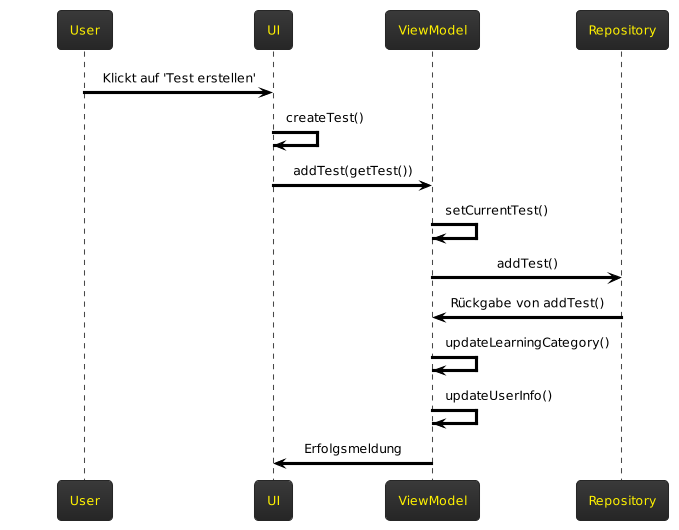 User UI ViewModel Repository
Klickt auf 'Test erstellen'
createTest()
addTest(getTest())
setCurrentTest()
addTest()
Rückgabe von addTest()
updateLearningCategory()
updateUserInfo()
Erfolgsmeldung
User UI ViewModel Repository